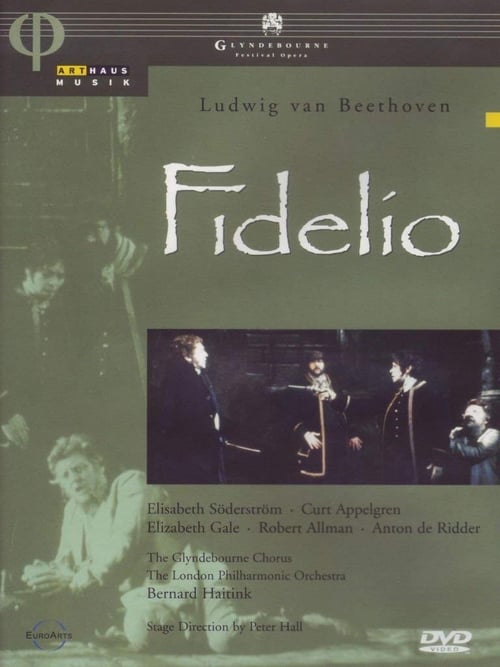 GLYNDEBOURNE
Festival Opera
ARTHAUS
MUSIK
Ludwig van Beethoven
Fidelio
Elisabeth Söderström · Curt Appelgren
Elizabeth Gale · Robert Allman · Anton de Ridder
The Glyndebourne Chorus
The London Philharmonic Orchestra
Bernard Haitink
Stage Direction by Peter Hall
EUROARTS
DVD
VIDEO